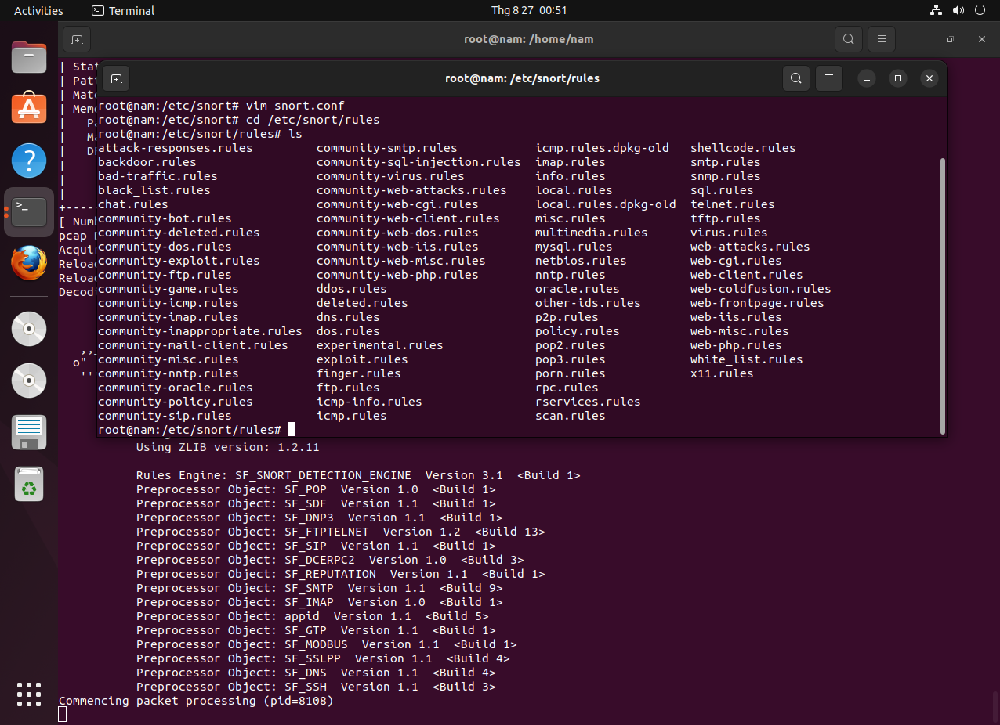 Activities Terminal Thg 8 27 00:51
root@nam: /home/nam
root@nam: /etc/snort/rules
| Stat
| Patt
| Matc
| Memo
| Pa
| Ma
| DF
|
|
|
+-----
[ Numb
pcap D
Acquir
Reload
Reload
Decodi
,,_
o"
''
root@nam:/etc/snort# vim snort.conf
root@nam:/etc/snort# cd /etc/snort/rules
root@nam:/etc/snort/rules# ls
attack-responses.rules community-smtp.rules icmp.rules.dpkg-old shellcode.rules
backdoor.rules community-sql-injection.rules imap.rules smtp.rules
bad-traffic.rules community-virus.rules info.rules snmp.rules
black_list.rules community-web-attacks.rules local.rules sql.rules
chat.rules community-web-cgi.rules local.rules.dpkg-old telnet.rules
community-bot.rules community-web-client.rules misc.rules tftp.rules
community-deleted.rules community-web-dos.rules multimedia.rules virus.rules
community-dos.rules community-web-iis.rules mysql.rules web-attacks.rules
community-exploit.rules community-web-misc.rules netbios.rules web-cgi.rules
community-ftp.rules community-web-php.rules nntp.rules web-client.rules
community-game.rules ddos.rules oracle.rules web-coldfusion.rules
community-icmp.rules deleted.rules other-ids.rules web-frontpage.rules
community-imap.rules dns.rules p2p.rules web-iis.rules
community-inappropriate.rules dos.rules policy.rules web-misc.rules
community-mail-client.rules experimental.rules pop2.rules web-php.rules
community-misc.rules exploit.rules pop3.rules white_list.rules
community-nntp.rules finger.rules porn.rules x11.rules
community-oracle.rules ftp.rules rpc.rules
community-policy.rules icmp-info.rules rservices.rules
community-sip.rules icmp.rules scan.rules
root@nam:/etc/snort/rules#
Using ZLIB version: 1.2.11
Rules Engine: SF_SNORT_DETECTION_ENGINE Version 3.1 <Build 1>
Preprocessor Object: SF_POP Version 1.0 <Build 1>
Preprocessor Object: SF_SDF Version 1.1 <Build 1>
Preprocessor Object: SF_DNP3 Version 1.1 <Build 1>
Preprocessor Object: SF_FTPTELNET Version 1.2 <Build 13>
Preprocessor Object: SF_SIP Version 1.1 <Build 1>
Preprocessor Object: SF_DCERPC2 Version 1.0 <Build 3>
Preprocessor Object: SF_REPUTATION Version 1.1 <Build 1>
Preprocessor Object: SF_SMTP Version 1.1 <Build 9>
Preprocessor Object: SF_IMAP Version 1.0 <Build 1>
Preprocessor Object: appid Version 1.1 <Build 5>
Preprocessor Object: SF_GTP Version 1.1 <Build 1>
Preprocessor Object: SF_MODBUS Version 1.1 <Build 1>
Preprocessor Object: SF_SSLPP Version 1.1 <Build 4>
Preprocessor Object: SF_DNS Version 1.1 <Build 4>
Preprocessor Object: SF_SSH Version 1.1 <Build 3>
Commencing packet processing (pid=8108)